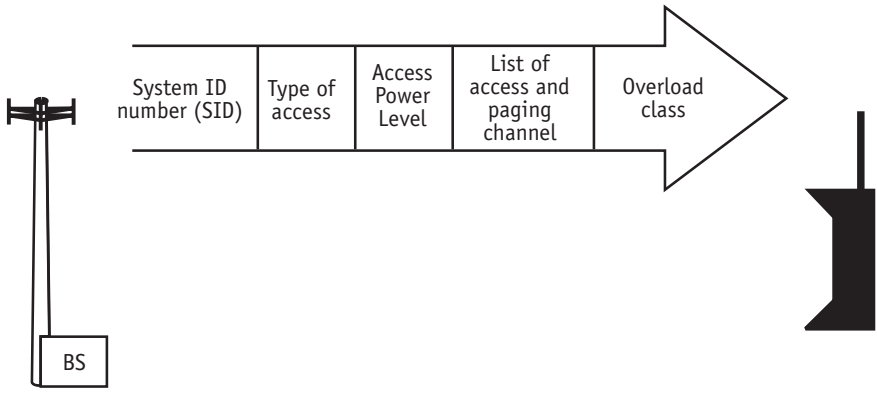 System ID
number (SID)
Type of
access
Access
Power
Level
List of
access and
paging
channel
Overload
class
BS